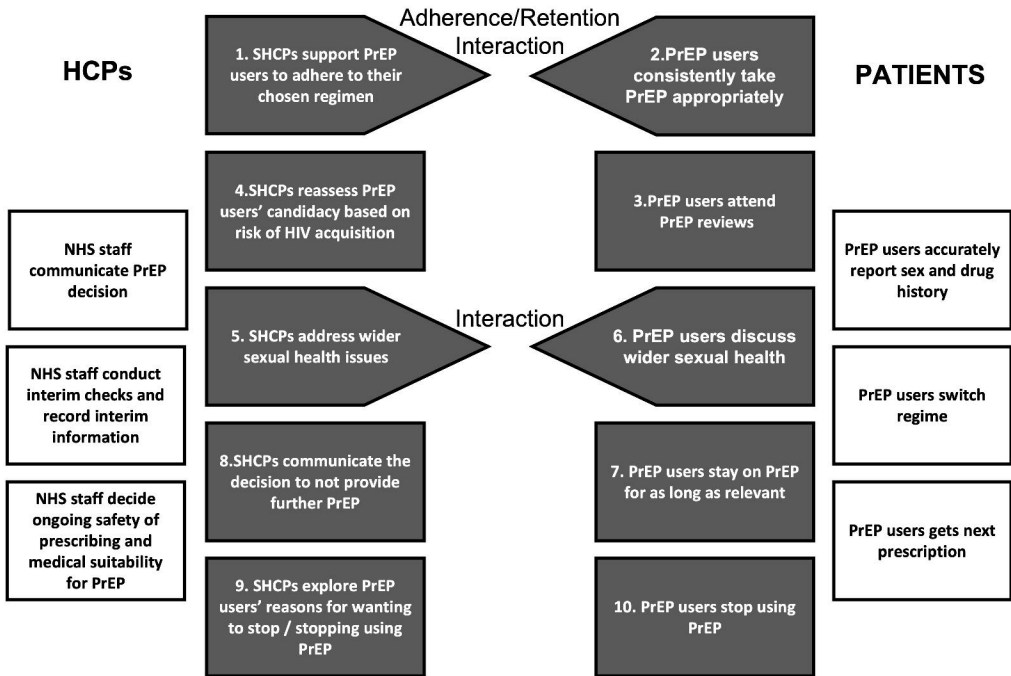 Adherence/Retention
Interaction
HCPs
PATIENTS
1. SHCPs support PrEP
users to adhere to their
chosen regimen
2.PrEP users
consistently take
PrEP appropriately
4.SHCPs reassess PrEP
users’ candidacy based on
risk of HIV acquisition
3.PrEP users attend
PrEP reviews
NHS staff
communicate PrEP
decision
PrEP users accurately
report sex and drug
history
Interaction
5. SHCPs address wider
sexual health issues
6. PrEP users discuss
wider sexual health
NHS staff conduct
interim checks and
record interim
information
PrEP users switch
regime
8.SHCPs communicate the
decision to not provide
further PrEP
7. PrEP users stay on PrEP
for as long as relevant
NHS staff decide
ongoing safety of
prescribing and
medical suitability
for PrEP
PrEP users gets next
prescription
9. SHCPs explore PrEP
users’ reasons for wanting
to stop / stopping using
PrEP
10. PrEP users stop using
PrEP